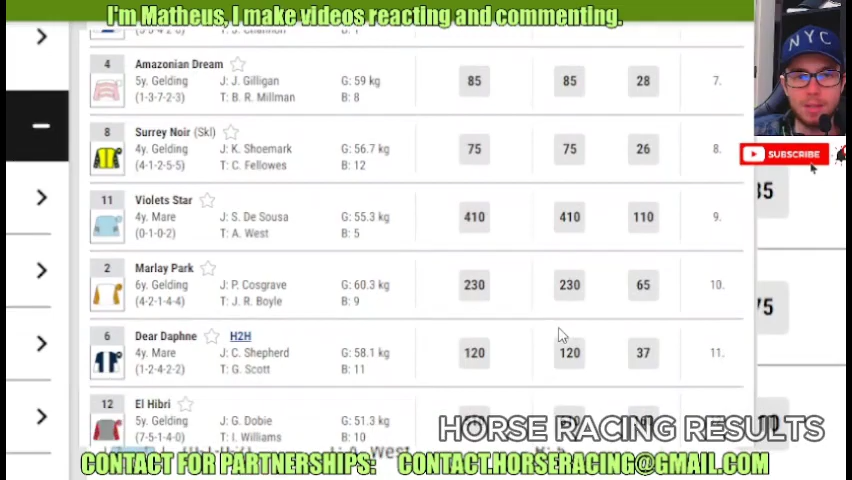 I'm Matheus, I make videos reacting and commenting.
4 Amazonian Dream
5y. Gelding J: J. Gilligan G: 59 kg 85 85 28 7.
(1-3-7-2-3) T: B. R. Millman B: 8
8 Surrey Noir (Skl)
4y. Gelding J: K. Shoemark G: 56.7 kg 75 75 26 8.
(4-1-2-5-5) T: C. Fellowes B: 12
11 Violets Star
4y. Mare J: S. De Sousa G: 55.3 kg 410 410 110 9.
(0-1-0-2) T: A. West B: 5
2 Marlay Park
6y. Gelding J: P. Cosgrave G: 60.3 kg 230 230 65 10.
(4-2-1-4-4) T: J. R. Boyle B: 9
6 Dear Daphne H2H
4y. Mare J: C. Shepherd G: 58.1 kg 120 120 37 11.
(1-2-4-2-2) T: G. Scott B: 11
12 El Hibri
5y. Gelding J: G. Dobie G: 51.3 kg
(7-5-1-4-0) T: I. Williams B: 10
NYC
SUBSCRIBE
HORSE RACING RESULTS
CONTACT FOR PARTNERSHIPS: CONTACT.HORSERACING@GMAIL.COM